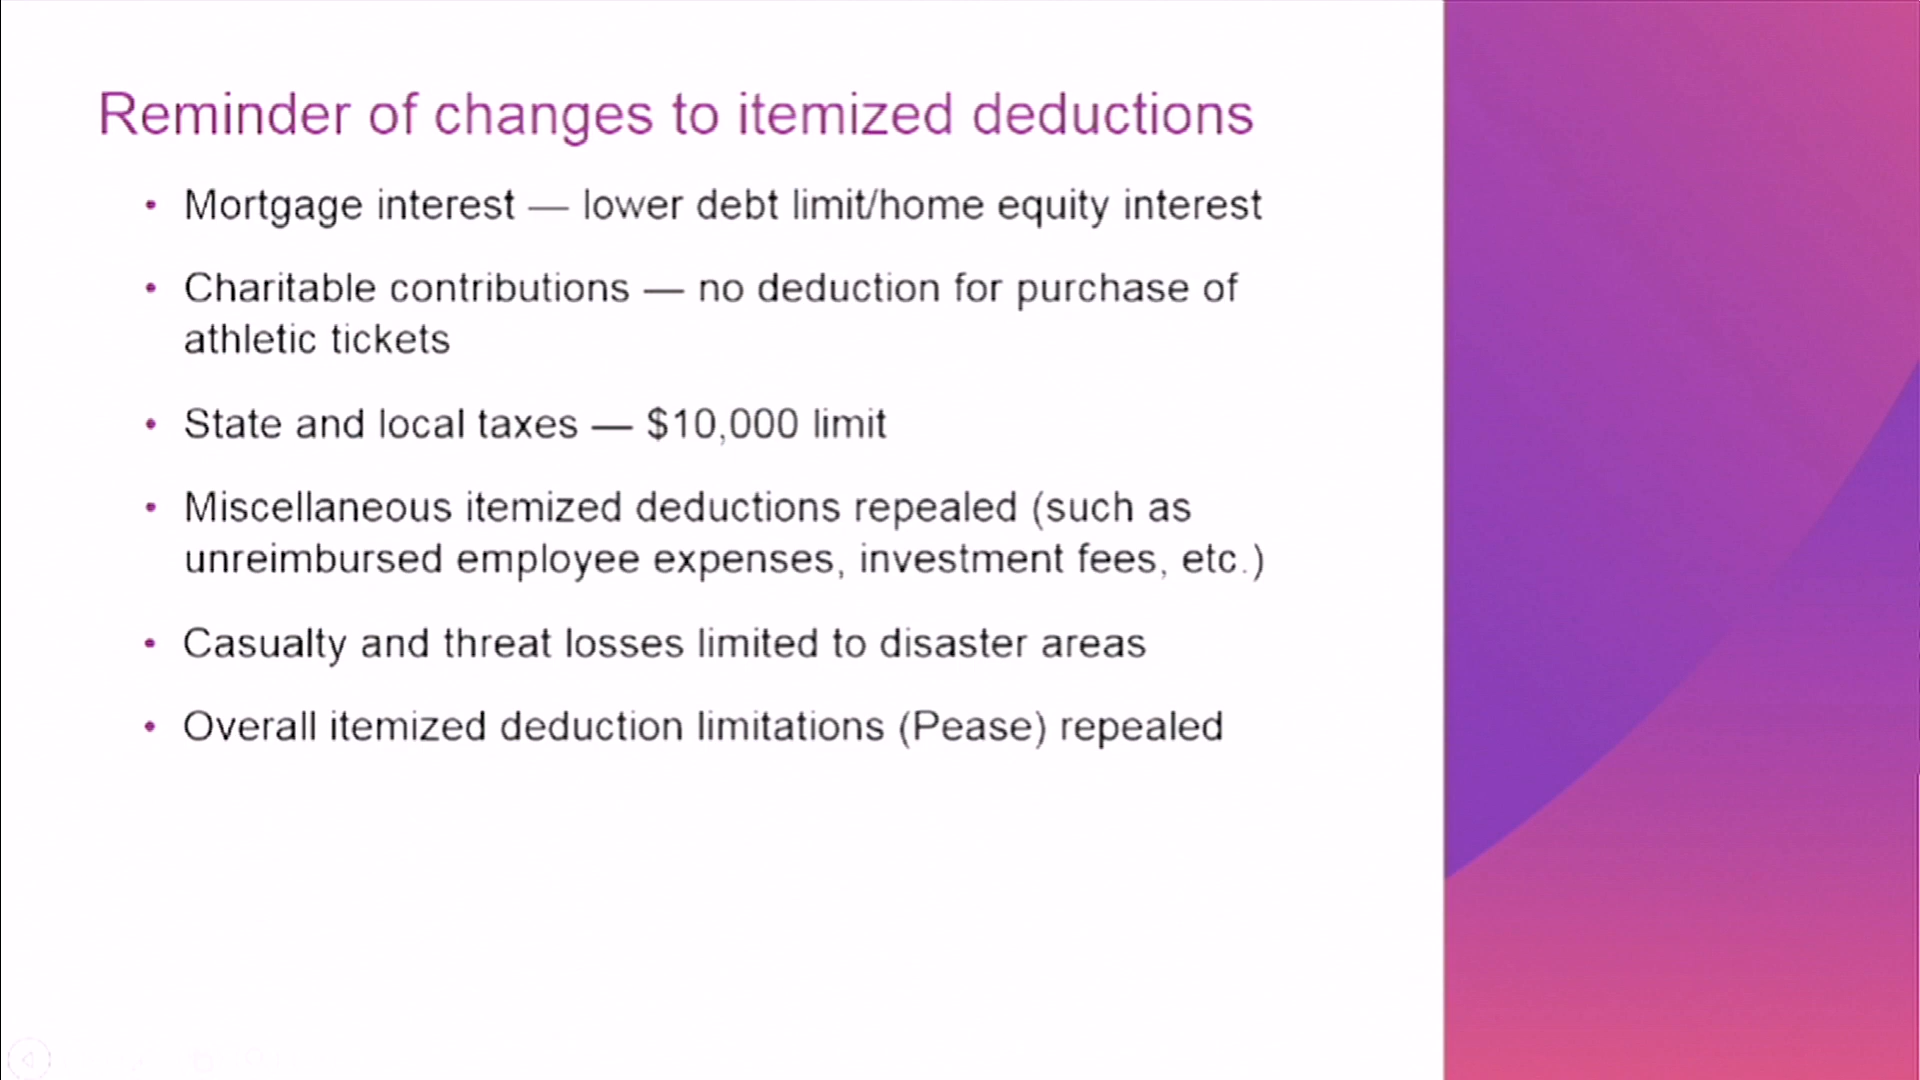 Reminder of changes to itemized deductions
• Mortgage interest — lower debt limit/home equity interest
• Charitable contributions — no deduction for purchase of
athletic tickets
• State and local taxes — $10,000 limit
• Miscellaneous itemized deductions repealed (such as
unreimbursed employee expenses, investment fees, etc.)
• Casualty and threat losses limited to disaster areas
• Overall itemized deduction limitations (Pease) repealed